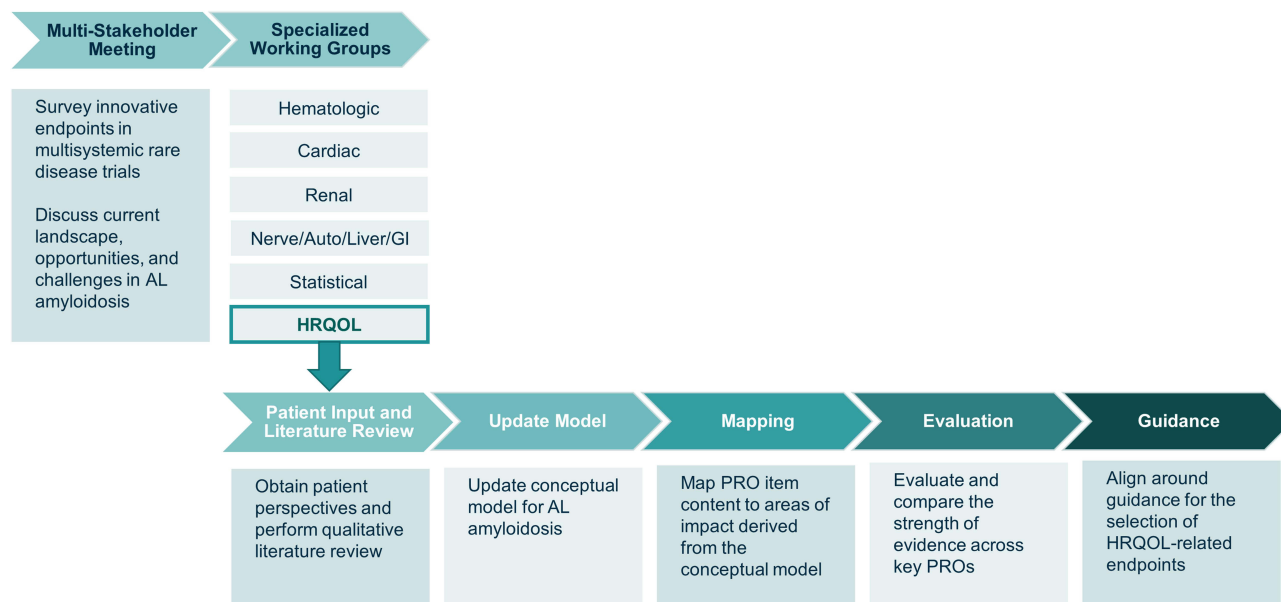 Multi-Stakeholder
Meeting
Specialized
Working Groups
Survey innovative
endpoints in
multisystemic rare
disease trials
Discuss current
landscape,
opportunities, and
challenges in AL
amyloidosis
Hematologic
Cardiac
Renal
Nerve/Auto/Liver/GI
Statistical
HRQOL
Patient Input and
Literature Review
Update Model
Mapping
Evaluation
Guidance
Obtain patient
perspectives and
perform qualitative
literature review
Update conceptual
model for AL
amyloidosis
Map PRO item
content to areas of
impact derived
from the
conceptual model
Evaluate and
compare the
strength of
evidence across
key PROs
Align around
guidance for the
selection of
HRQOL-related
endpoints